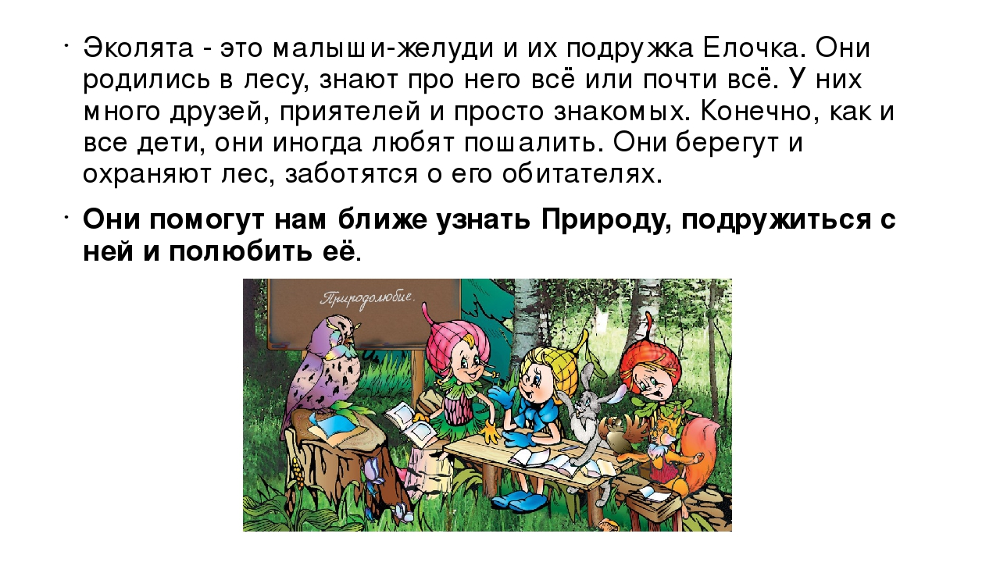 Эколята - это малыши-желуди и их подружка Елочка. Они
родились в лесу, знают про него всё или почти всё. У них
много друзей, приятелей и просто знакомых. Конечно, как и
все дети, они иногда любят пошалить. Они берегут и
охраняют лес, заботятся о его обитателях.
Они помогут нам ближе узнать Природу, подружиться с
ней и полюбить её.
Природолюбие.